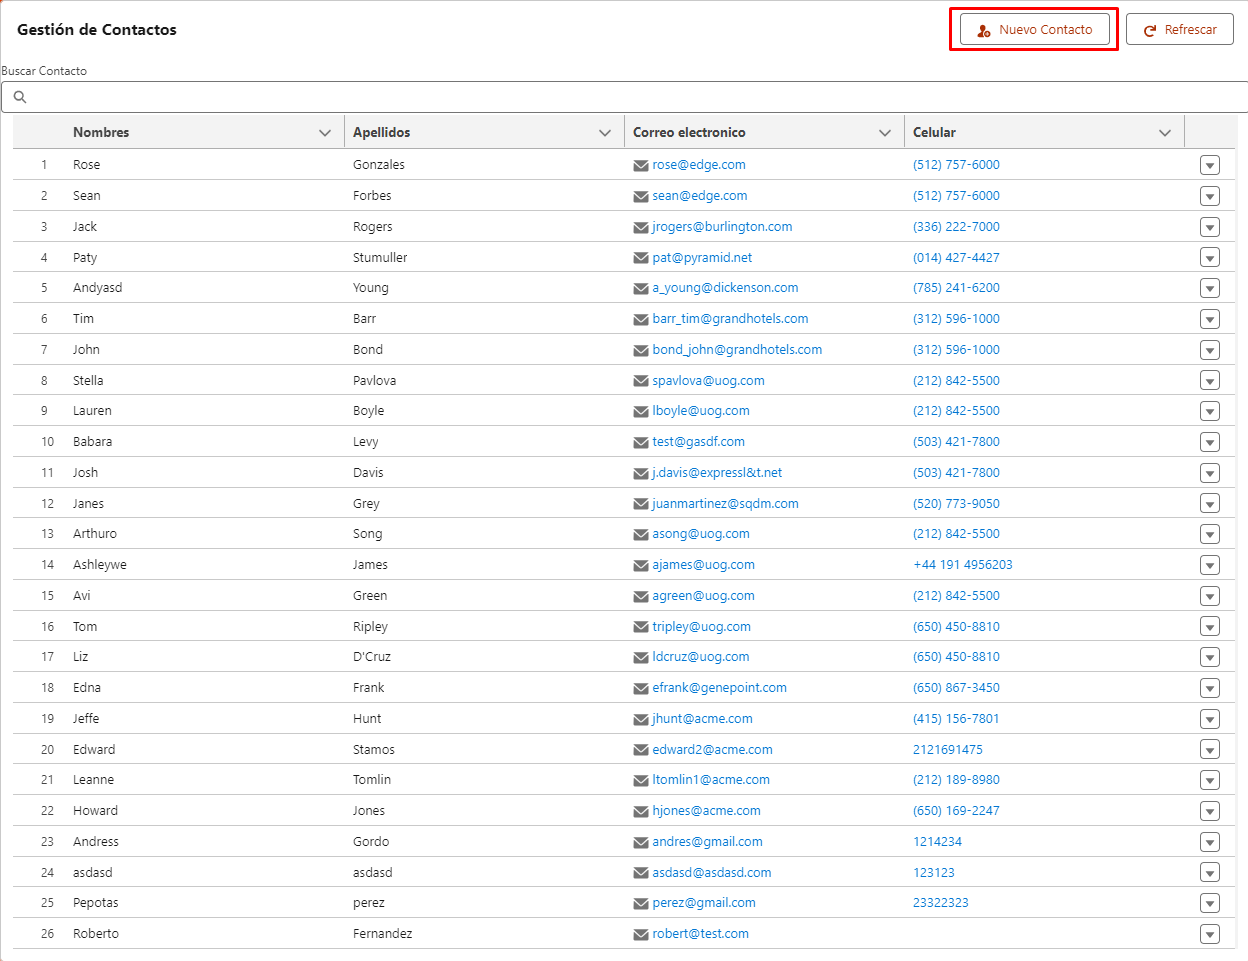 Gestión de Contactos Nuevo Contacto Refrescar
Buscar Contacto
Nombres Apellidos Correo electronico Celular
1 Rose Gonzales rose@edge.com (512) 757-6000
2 Sean Forbes sean@edge.com (512) 757-6000
3 Jack Rogers jrogers@burlington.com (336) 222-7000
4 Paty Stumuller pat@pyramid.net (014) 427-4427
5 Andyasd Young a_young@dickenson.com (785) 241-6200
6 Tim Barr barr_tim@grandhotels.com (312) 596-1000
7 John Bond bond_john@grandhotels.com (312) 596-1000
8 Stella Pavlova spavlova@uog.com (212) 842-5500
9 Lauren Boyle lboyle@uog.com (212) 842-5500
10 Babara Levy test@gasdf.com (503) 421-7800
11 Josh Davis j.davis@expressl&t.net (503) 421-7800
12 Janes Grey juanmartinez@sqdm.com (520) 773-9050
13 Arthuro Song asong@uog.com (212) 842-5500
14 Ashleywe James ajames@uog.com +44 191 4956203
15 Avi Green agreen@uog.com (212) 842-5500
16 Tom Ripley tripley@uog.com (650) 450-8810
17 Liz D'Cruz ldcruz@uog.com (650) 450-8810
18 Edna Frank efrank@genepoint.com (650) 867-3450
19 Jeffe Hunt jhunt@acme.com (415) 156-7801
20 Edward Stamos edward2@acme.com 2121691475
21 Leanne Tomlin ltomlin1@acme.com (212) 189-8980
22 Howard Jones hjones@acme.com (650) 169-2247
23 Andress Gordo andres@gmail.com 1214234
24 asdasd asdasd asdasd@asdasd.com 123123
25 Pepotas perez perez@gmail.com 23322323
26 Roberto Fernandez robert@test.com